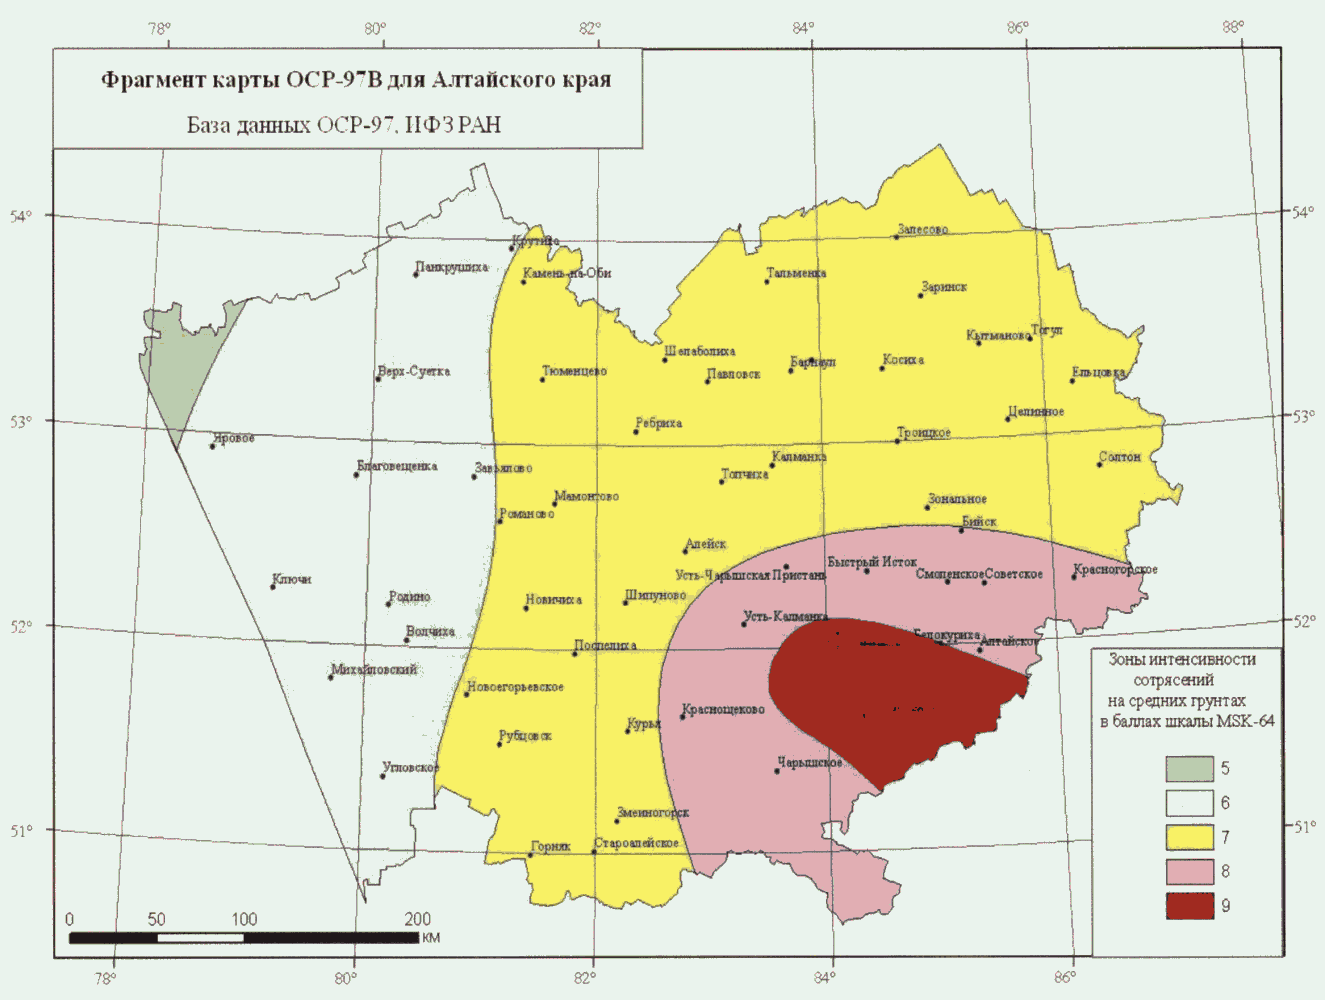 78° 80° 82° 84° 86° 88°
Фрагмент карты ОСР-97В для Алтайского края
База данных ОСР-97, ИФЗ РАН
54° 54°
Залесово
Крутиха
Панкрушиха
Камень-на-Оби
Тальменка
Заринск
Кытманово
Тогул
Шелаболиха
Барнаул
Косиха
Верх-Суетка
Тюменцево
Павловск
Ельцовка
53° 53°
Целинное
Ребриха
Троицкое
Яровое
Калманка
Солтон
Благовещенка
Завьялово
Топчиха
Мамонтово
Зональное
Романово
Бийск
Алейск
Быстрый Исток
Усть-Чарышская Пристань
Смоленское
Советское
Красногорское
Ключи
Родино
Новичиха
Шипуново
52° 52°
Усть-Калманка
Волчиха
Белокуриха
Алтайское
Поспелиха
Михайловский
Новоегорьевское
Краснощеково
Курья
Рубцовск
Чарышское
Угловское
Змеиногорск
51° 51°
Горняк
Староалейское
Зоны интенсивности
сотрясений
на средних грунтах
в баллах шкалы MSK-64
5
6
7
8
9
0 50 100 200
км
78° 80° 82° 84° 86°